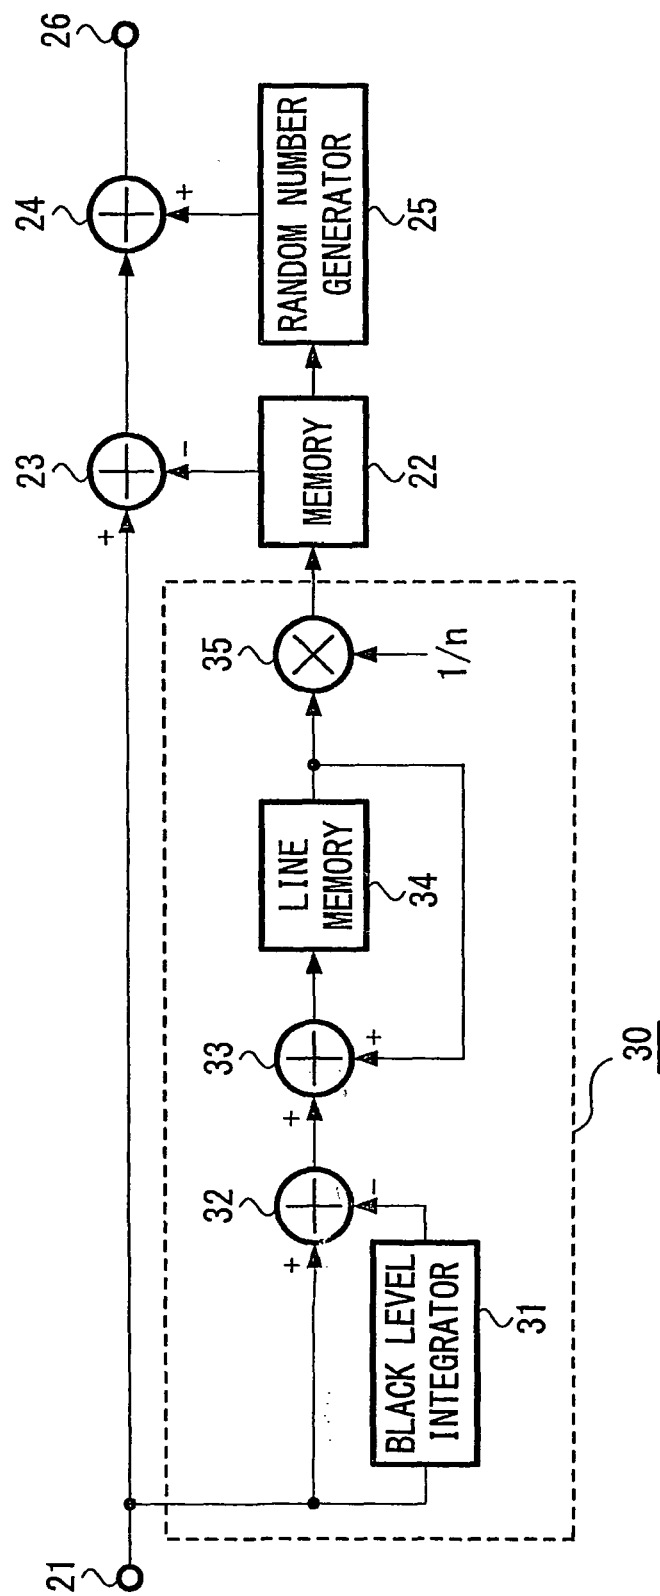 21
23
24
26
+
-
+
30
31
BLACK LEVEL
INTEGRATOR
32
+
-
33
+
+
34
LINE
MEMORY
35
1/n
22
MEMORY
25
RANDOM NUMBER
GENERATOR